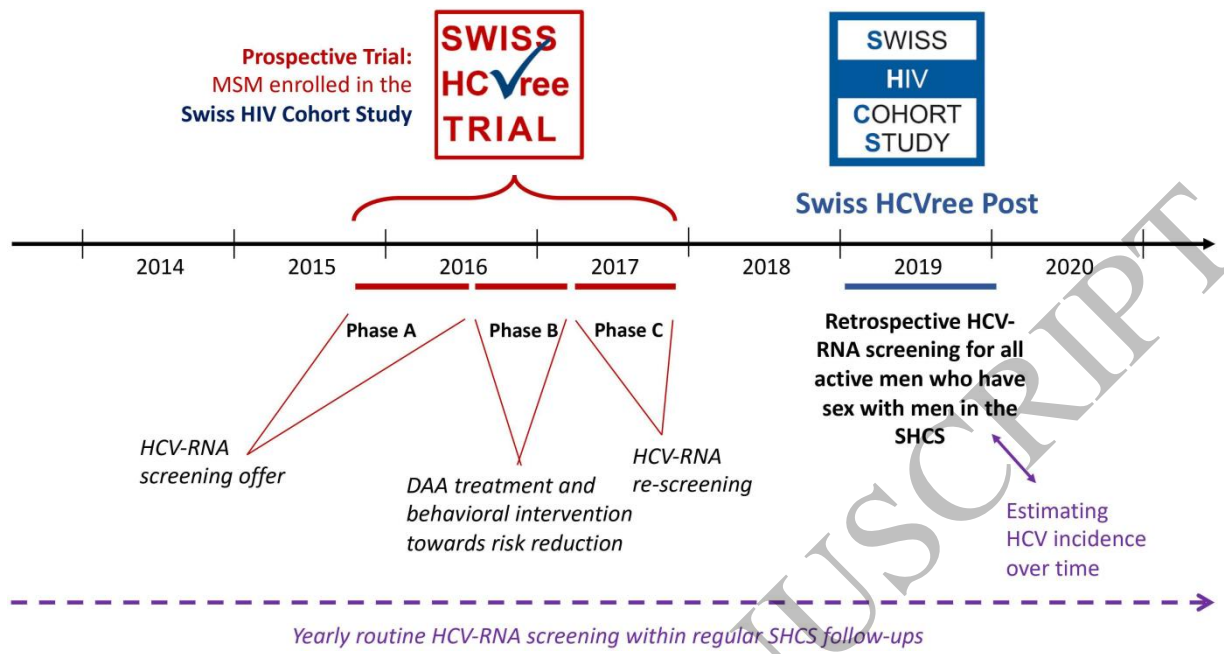 Prospective Trial:
MSM enrolled in the
Swiss HIV Cohort Study
SWISS
HCVree
TRIAL
SWISS
HIV
COHORT
STUDY
Swiss HCVree Post
2014
2015
2016
2017
2018
2019
2020
Phase A
Phase B
Phase C
HCV-RNA
screening offer
DAA treatment and
behavioral intervention
towards risk reduction
HCV-RNA
re-screening
Retrospective HCV-
RNA screening for all
active men who have
sex with men in the
SHCS
Estimating
HCV incidence
over time
Yearly routine HCV-RNA screening within regular SHCS follow-ups
USCRIPT